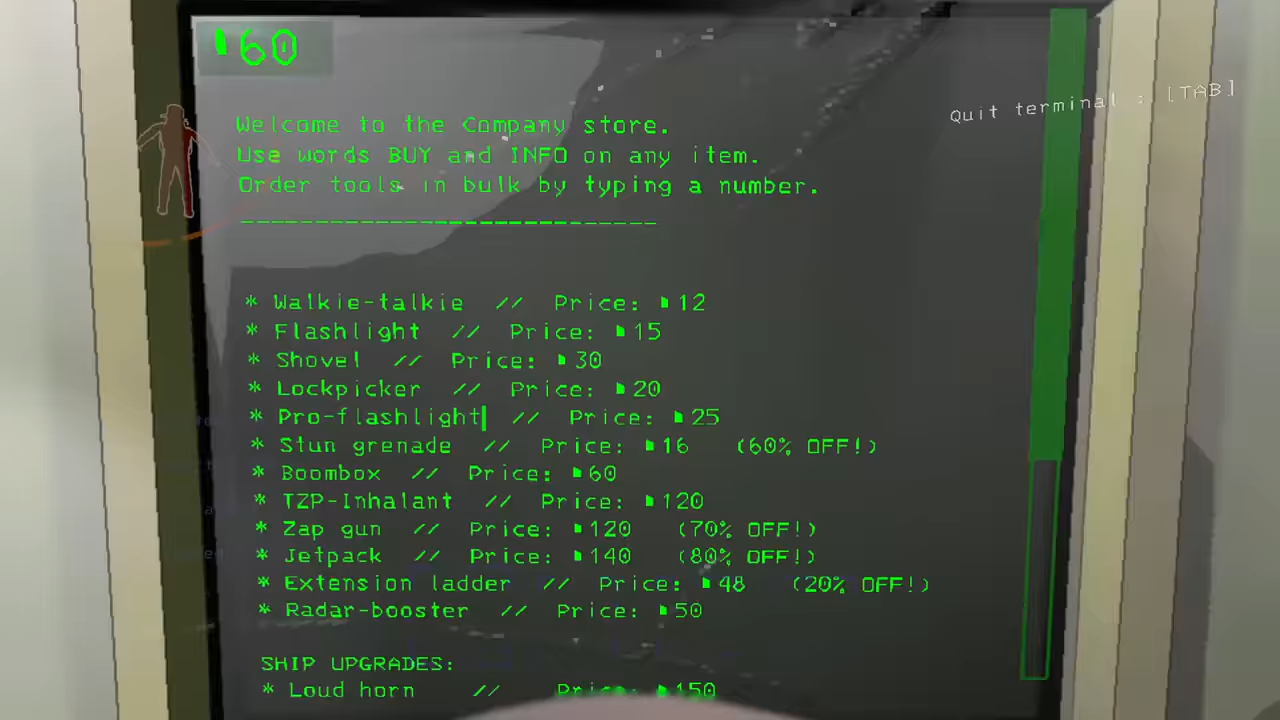 ▮60
Quit terminal : [TAB]
Welcome to the Company store.
Use words BUY and INFO on any item.
Order tools in bulk by typing a number.
----------------------------
* Walkie-talkie // Price: ▮12
* Flashlight // Price: ▮15
* Shovel // Price: ▮30
* Lockpicker // Price: ▮20
* Pro-flashlight // Price: ▮25
* Stun grenade // Price: ▮16 (60% OFF!)
* Boombox // Price: ▮60
* TZP-Inhalant // Price: ▮120
* Zap gun // Price: ▮120 (70% OFF!)
* Jetpack // Price: ▮140 (80% OFF!)
* Extension ladder // Price: ▮48 (20% OFF!)
* Radar-booster // Price: ▮50
SHIP UPGRADES:
* Loud horn // Price: ▮150